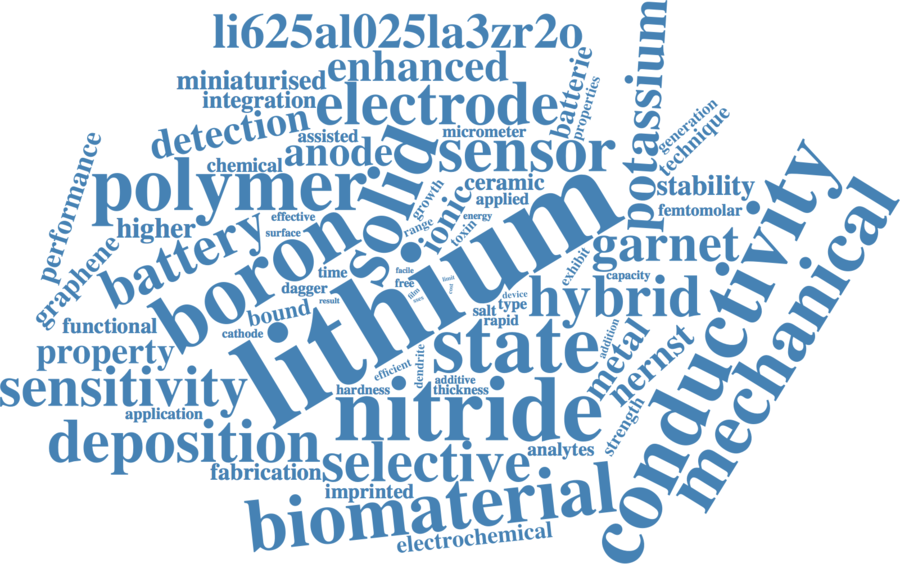 li625al025la3zr2o
potassium
enhanced
batterie
miniaturised
properties
integration
electrode
generation
technique
detection
assisted
micrometer
performance
chemical
anode
solid
sensor
conductivity
polymer
growth
ionic
ceramic
applied
stability
mechanical
higher
effective
surface
range
energy
toxin
femtomolar
graphene
battery
boron
lithium
garnet
exhibit
time
facile
free
limit
capacity
dagger
result
film
cost
device
type
hybrid
functional
bound
cathode
salt
rapid
addition
property
state
metal
nernst
efficient
dendrite
additive
sensitivity
hardness
thickness
application
nitride
strength
deposition
selective
analytes
fabrication
imprinted
biomaterial
electrochemical